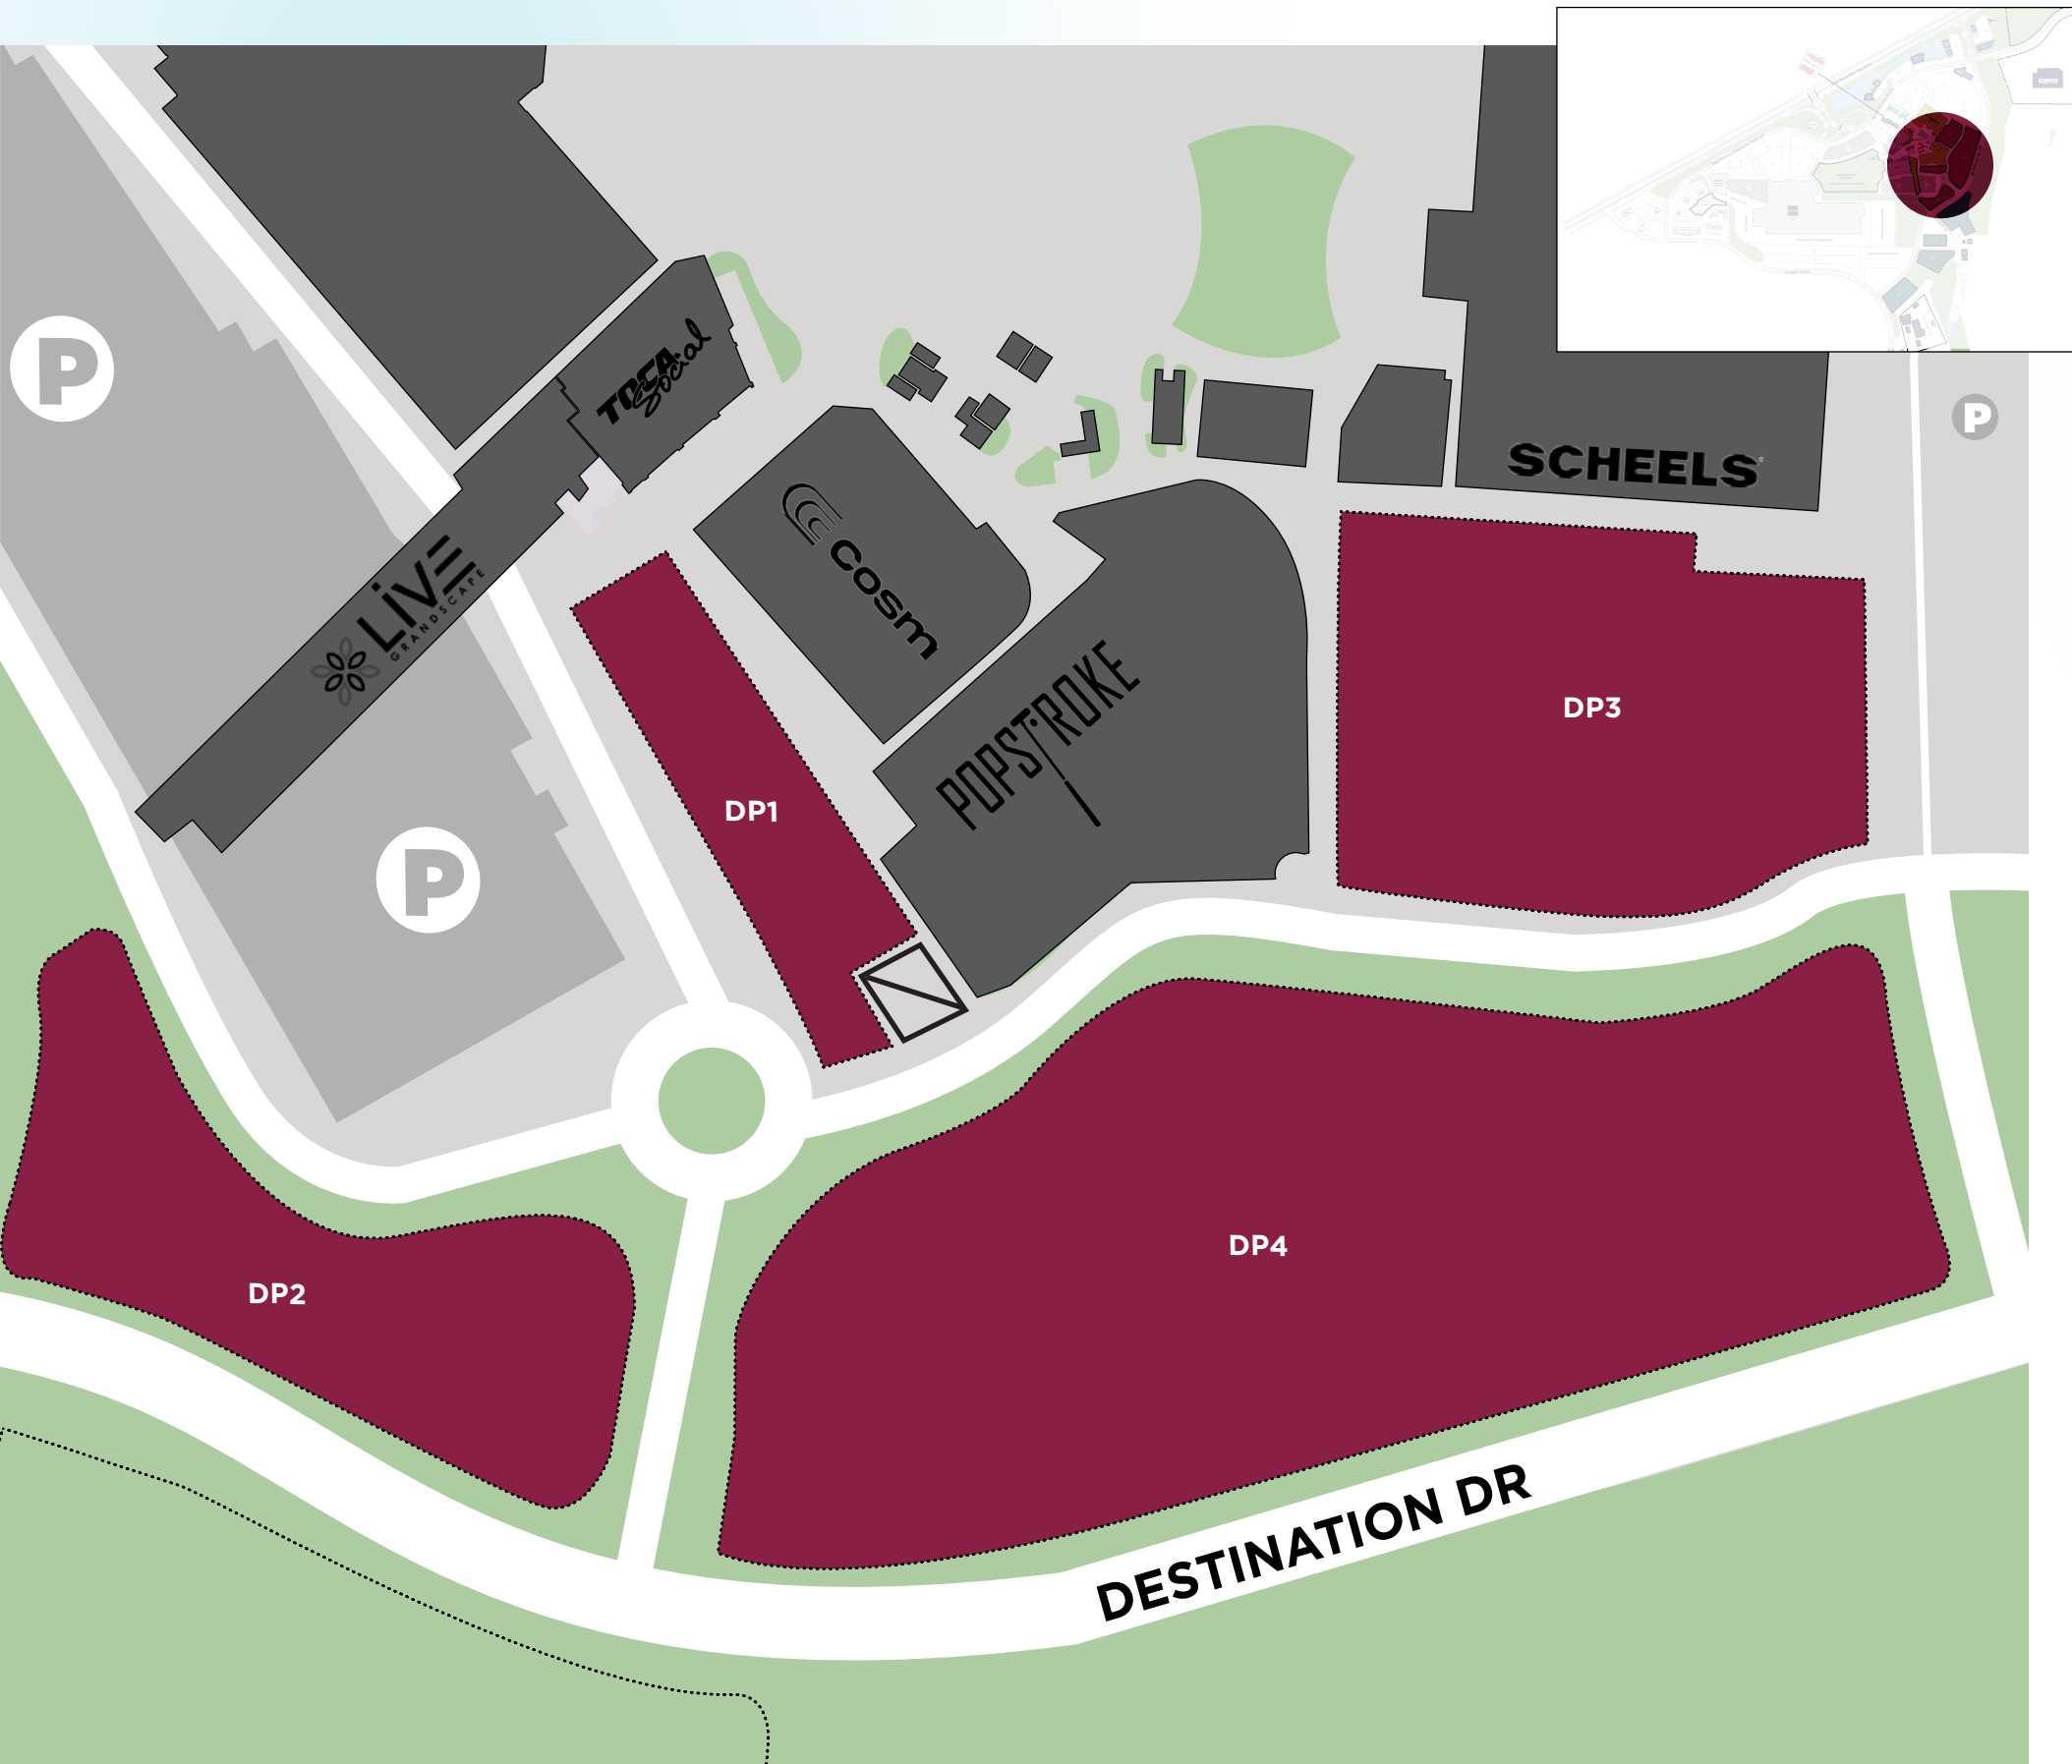 P
TOCA
Social
P
SCHEELS
LIVE
GRANDSCAPE
cosm
POPSTROKE
DP3
DP1
P
DP4
DP2
DESTINATION DR